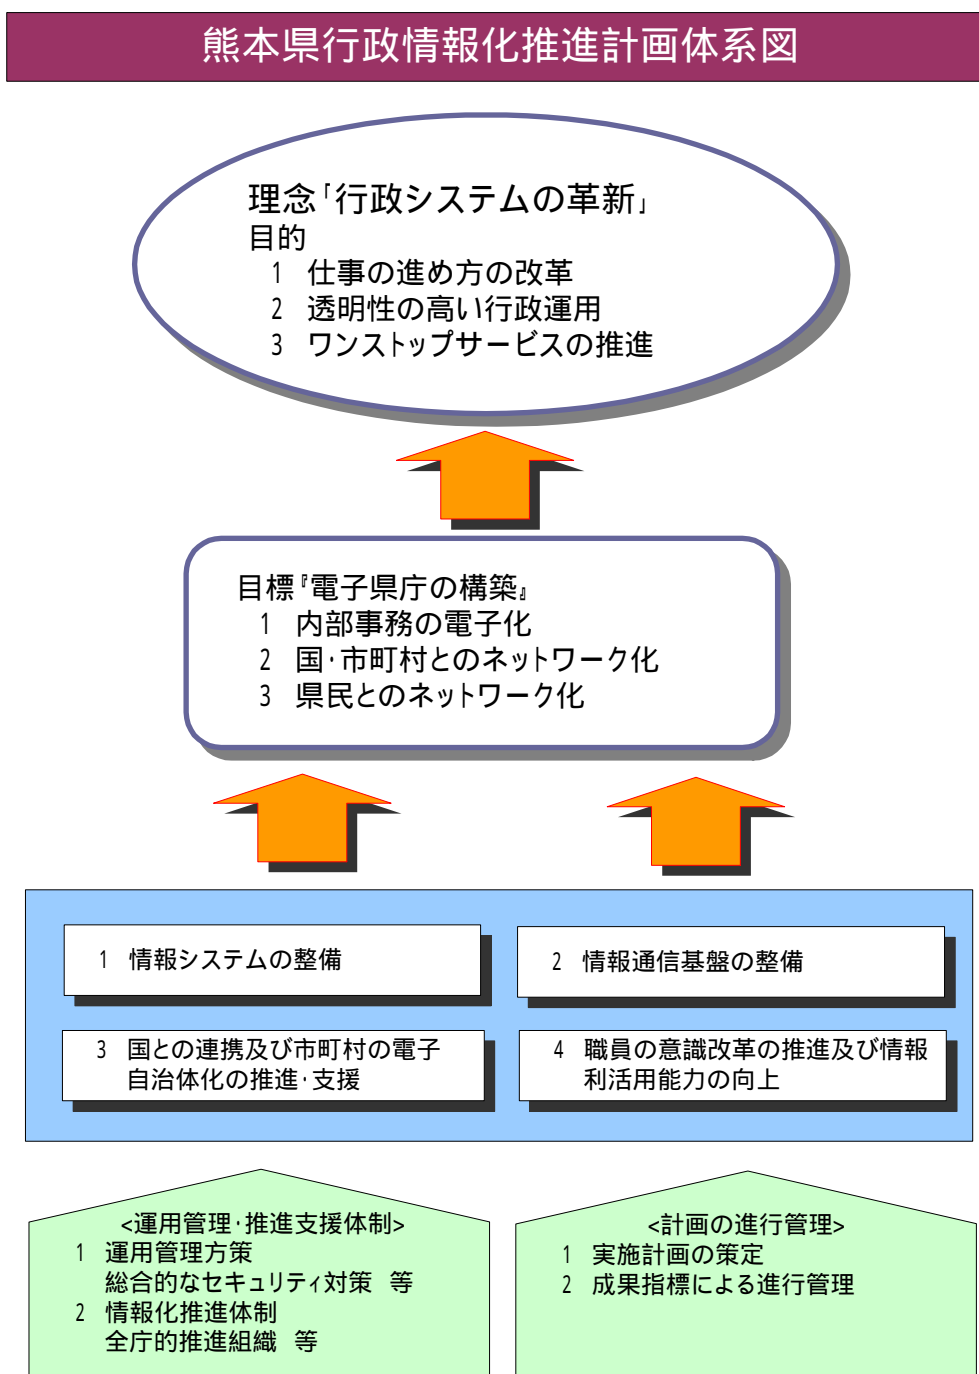 熊本県行政情報化推進計画体系図
理念「行政システムの革新」
目的
1 仕事の進め方の改革
2 透明性の高い行政運用
3 ワンストップサービスの推進
目標『電子県庁の構築』
1 内部事務の電子化
2 国・市町村とのネットワーク化
3 県民とのネットワーク化
1 情報システムの整備
2 情報通信基盤の整備
3 国との連携及び市町村の電子
自治体化の推進・支援
4 職員の意識改革の推進及び情報
利活用能力の向上
<運用管理・推進支援体制>
1 運用管理方策
総合的なセキュリティ対策 等
2 情報化推進体制
全庁的推進組織 等
<計画の進行管理>
1 実施計画の策定
2 成果指標による進行管理